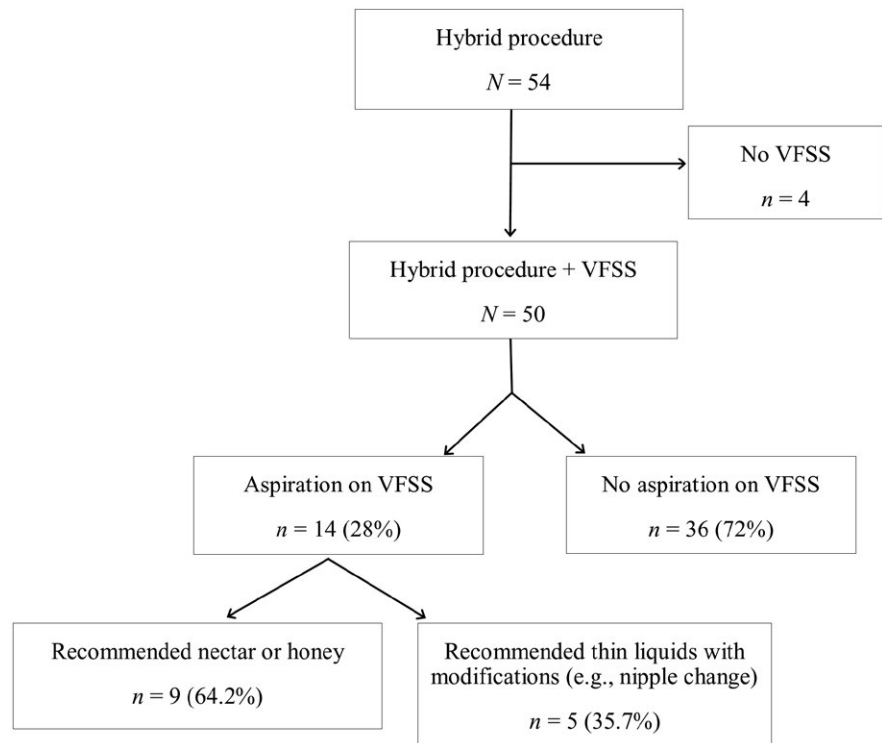 Hybrid procedure
N = 54
No VFSS
n = 4
Hybrid procedure + VFSS
N = 50
Aspiration on VFSS
n = 14 (28%)
No aspiration on VFSS
n = 36 (72%)
Recommended nectar or honey
n = 9 (64.2%)
Recommended thin liquids with
modifications (e.g., nipple change)
n = 5 (35.7%)